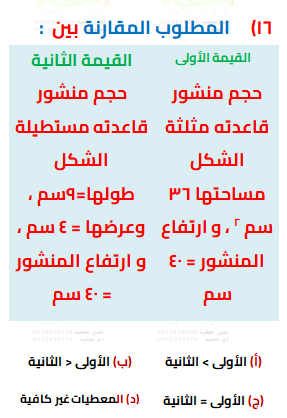 ١٦) المطلوب المقارنة بين :
القيمة الأولى
حجم منشور
قاعدته مثلثة
الشكل
مساحتها ٣٦
سم ٢ ، و ارتفاع
المنشور = ٤٠
سم
القيمة الثانية
حجم منشور
قاعدته مستطيلة
الشكل
طولها=٩سم ،
وعرضها = ٤ سم ،
و ارتفاع المنشور
= ٤٠ سم
(أ) الأولى > الثانية
(ب) الأولى < الثانية
(ج) الأولى = الثانية
(د) المعطيات غير كافية